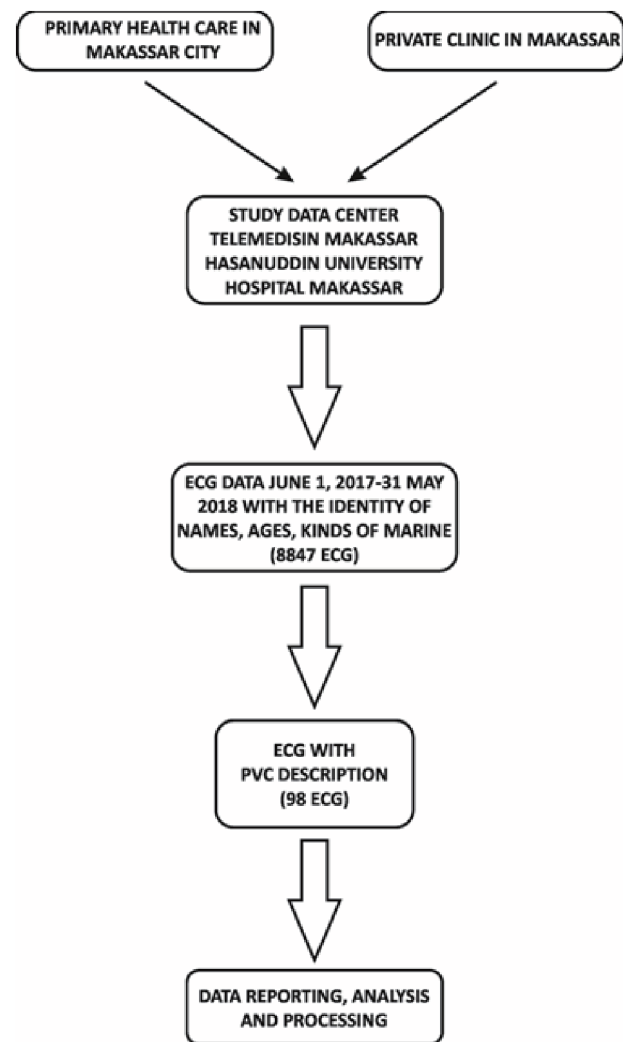 PRIMARY HEALTH CARE IN
MAKASSAR CITY
PRIVATE CLINIC IN MAKASSAR
STUDY DATA CENTER
TELEMEDISIN MAKASSAR
HASANUDDIN UNIVERSITY
HOSPITAL MAKASSAR
ECG DATA JUNE 1, 2017-31 MAY
2018 WITH THE IDENTITY OF
NAMES, AGES, KINDS OF MARINE
(8847 ECG)
ECG WITH
PVC DESCRIPTION
(98 ECG)
DATA REPORTING, ANALYSIS
AND PROCESSING